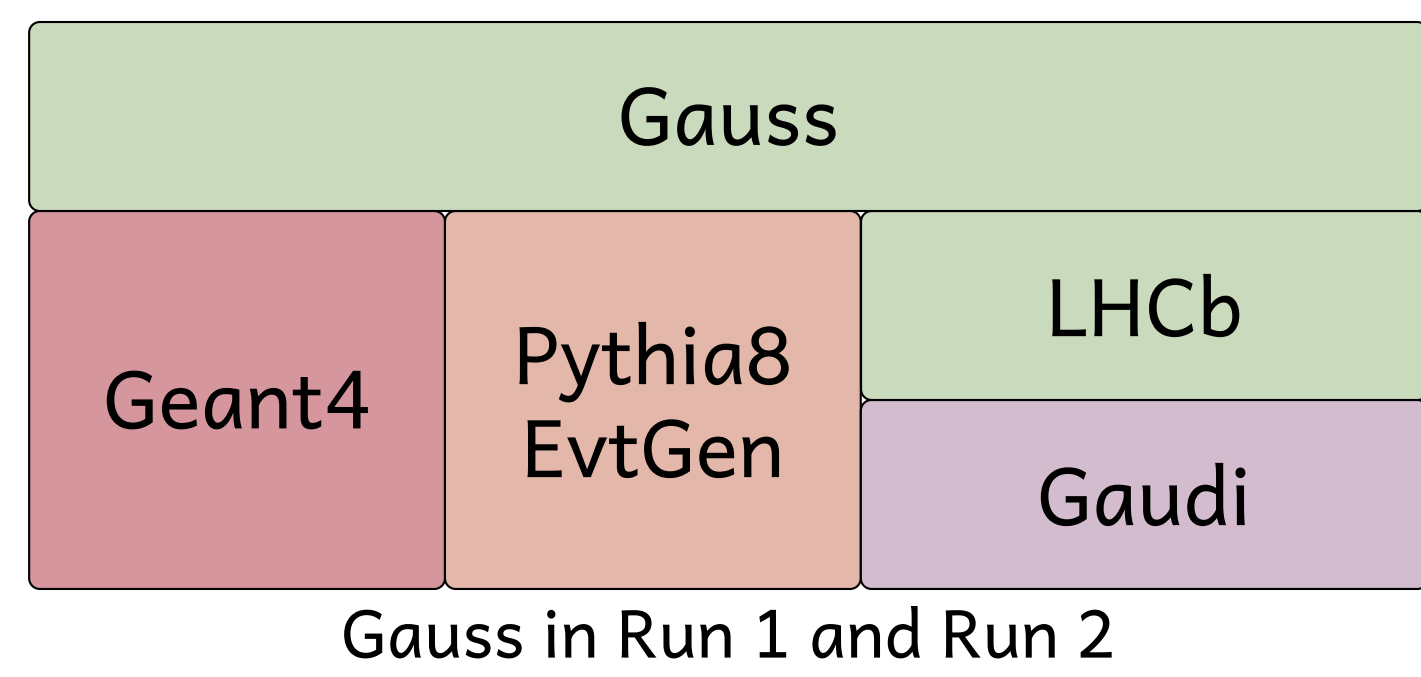 Gauss
Geant4
Pythia8
EvtGen
LHCb
Gaudi
Gauss in Run 1 and Run 2